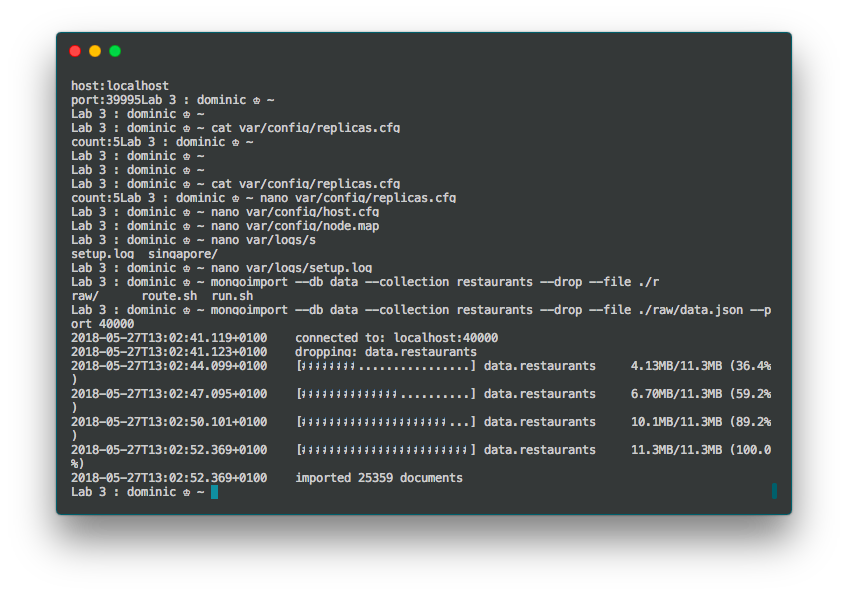 host:localhost
port:39995Lab 3 : dominic ♔ ~
Lab 3 : dominic ♔ ~
Lab 3 : dominic ♔ ~ cat var/config/replicas.cfg
count:5Lab 3 : dominic ♔ ~
Lab 3 : dominic ♔ ~
Lab 3 : dominic ♔ ~
Lab 3 : dominic ♔ ~ cat var/config/replicas.cfg
count:5Lab 3 : dominic ♔ ~ nano var/config/replicas.cfg
Lab 3 : dominic ♔ ~ nano var/config/host.cfg
Lab 3 : dominic ♔ ~ nano var/config/node.map
Lab 3 : dominic ♔ ~ nano var/logs/s
setup.log  singapore/
Lab 3 : dominic ♔ ~ nano var/logs/setup.log
Lab 3 : dominic ♔ ~ mongoimport --db data --collection restaurants --drop --file ./r
raw/      route.sh  run.sh
Lab 3 : dominic ♔ ~ mongoimport --db data --collection restaurants --drop --file ./raw/data.json --p
ort 40000
2018-05-27T13:02:41.119+0100    connected to: localhost:40000
2018-05-27T13:02:41.123+0100    dropping: data.restaurants
2018-05-27T13:02:44.099+0100    [########................] data.restaurants     4.13MB/11.3MB (36.4%
)
2018-05-27T13:02:47.095+0100    [##############..........] data.restaurants     6.70MB/11.3MB (59.2%
)
2018-05-27T13:02:50.101+0100    [#####################...] data.restaurants     10.1MB/11.3MB (89.2%
)
2018-05-27T13:02:52.369+0100    [########################] data.restaurants     11.3MB/11.3MB (100.0
%)
2018-05-27T13:02:52.369+0100    imported 25359 documents
Lab 3 : dominic ♔ ~